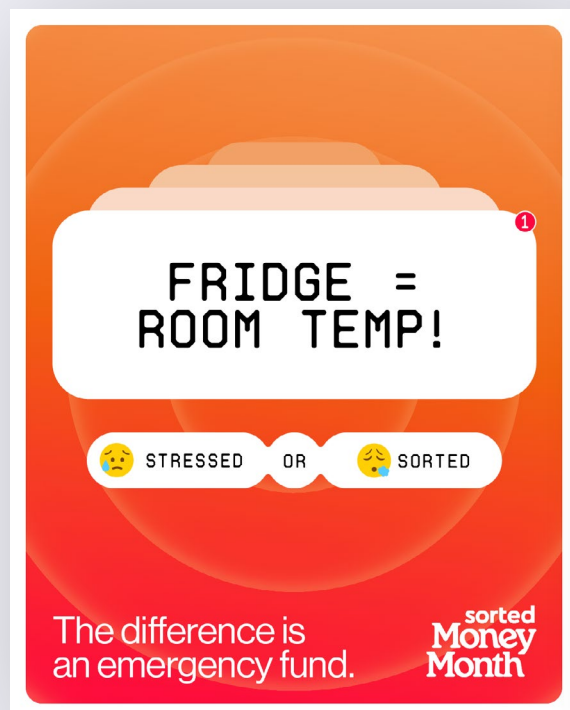 1
FRIDGE =
ROOM TEMP!
STRESSED OR SORTED
The difference is
an emergency fund.
sorted
Money
Month